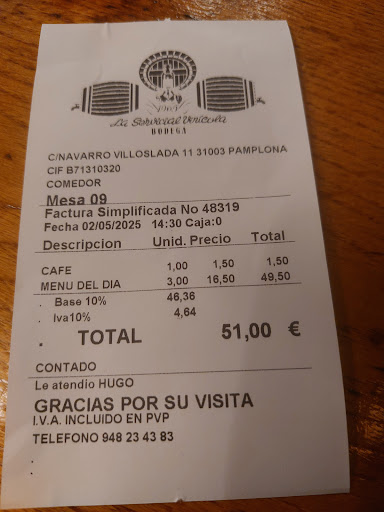 La Servicial Vinícola
BODEGA
C/NAVARRO VILLOSLADA 11 31003 PAMPLONA
CIF B71310320
COMEDOR
Mesa 09
Factura Simplificada No 48319
Fecha 02/05/2025 14:30 Caja:0
Descripcion Unid. Precio Total
CAFE 1,00 1,50 1,50
MENU DEL DIA 3,00 16,50 49,50
. Base 10% 46,36
. Iva10% 4,64
. TOTAL 51,00 €
CONTADO
Le atendio HUGO
GRACIAS POR SU VISITA
I.V.A. INCLUIDO EN PVP
TELEFONO 948 23 43 83
.
.